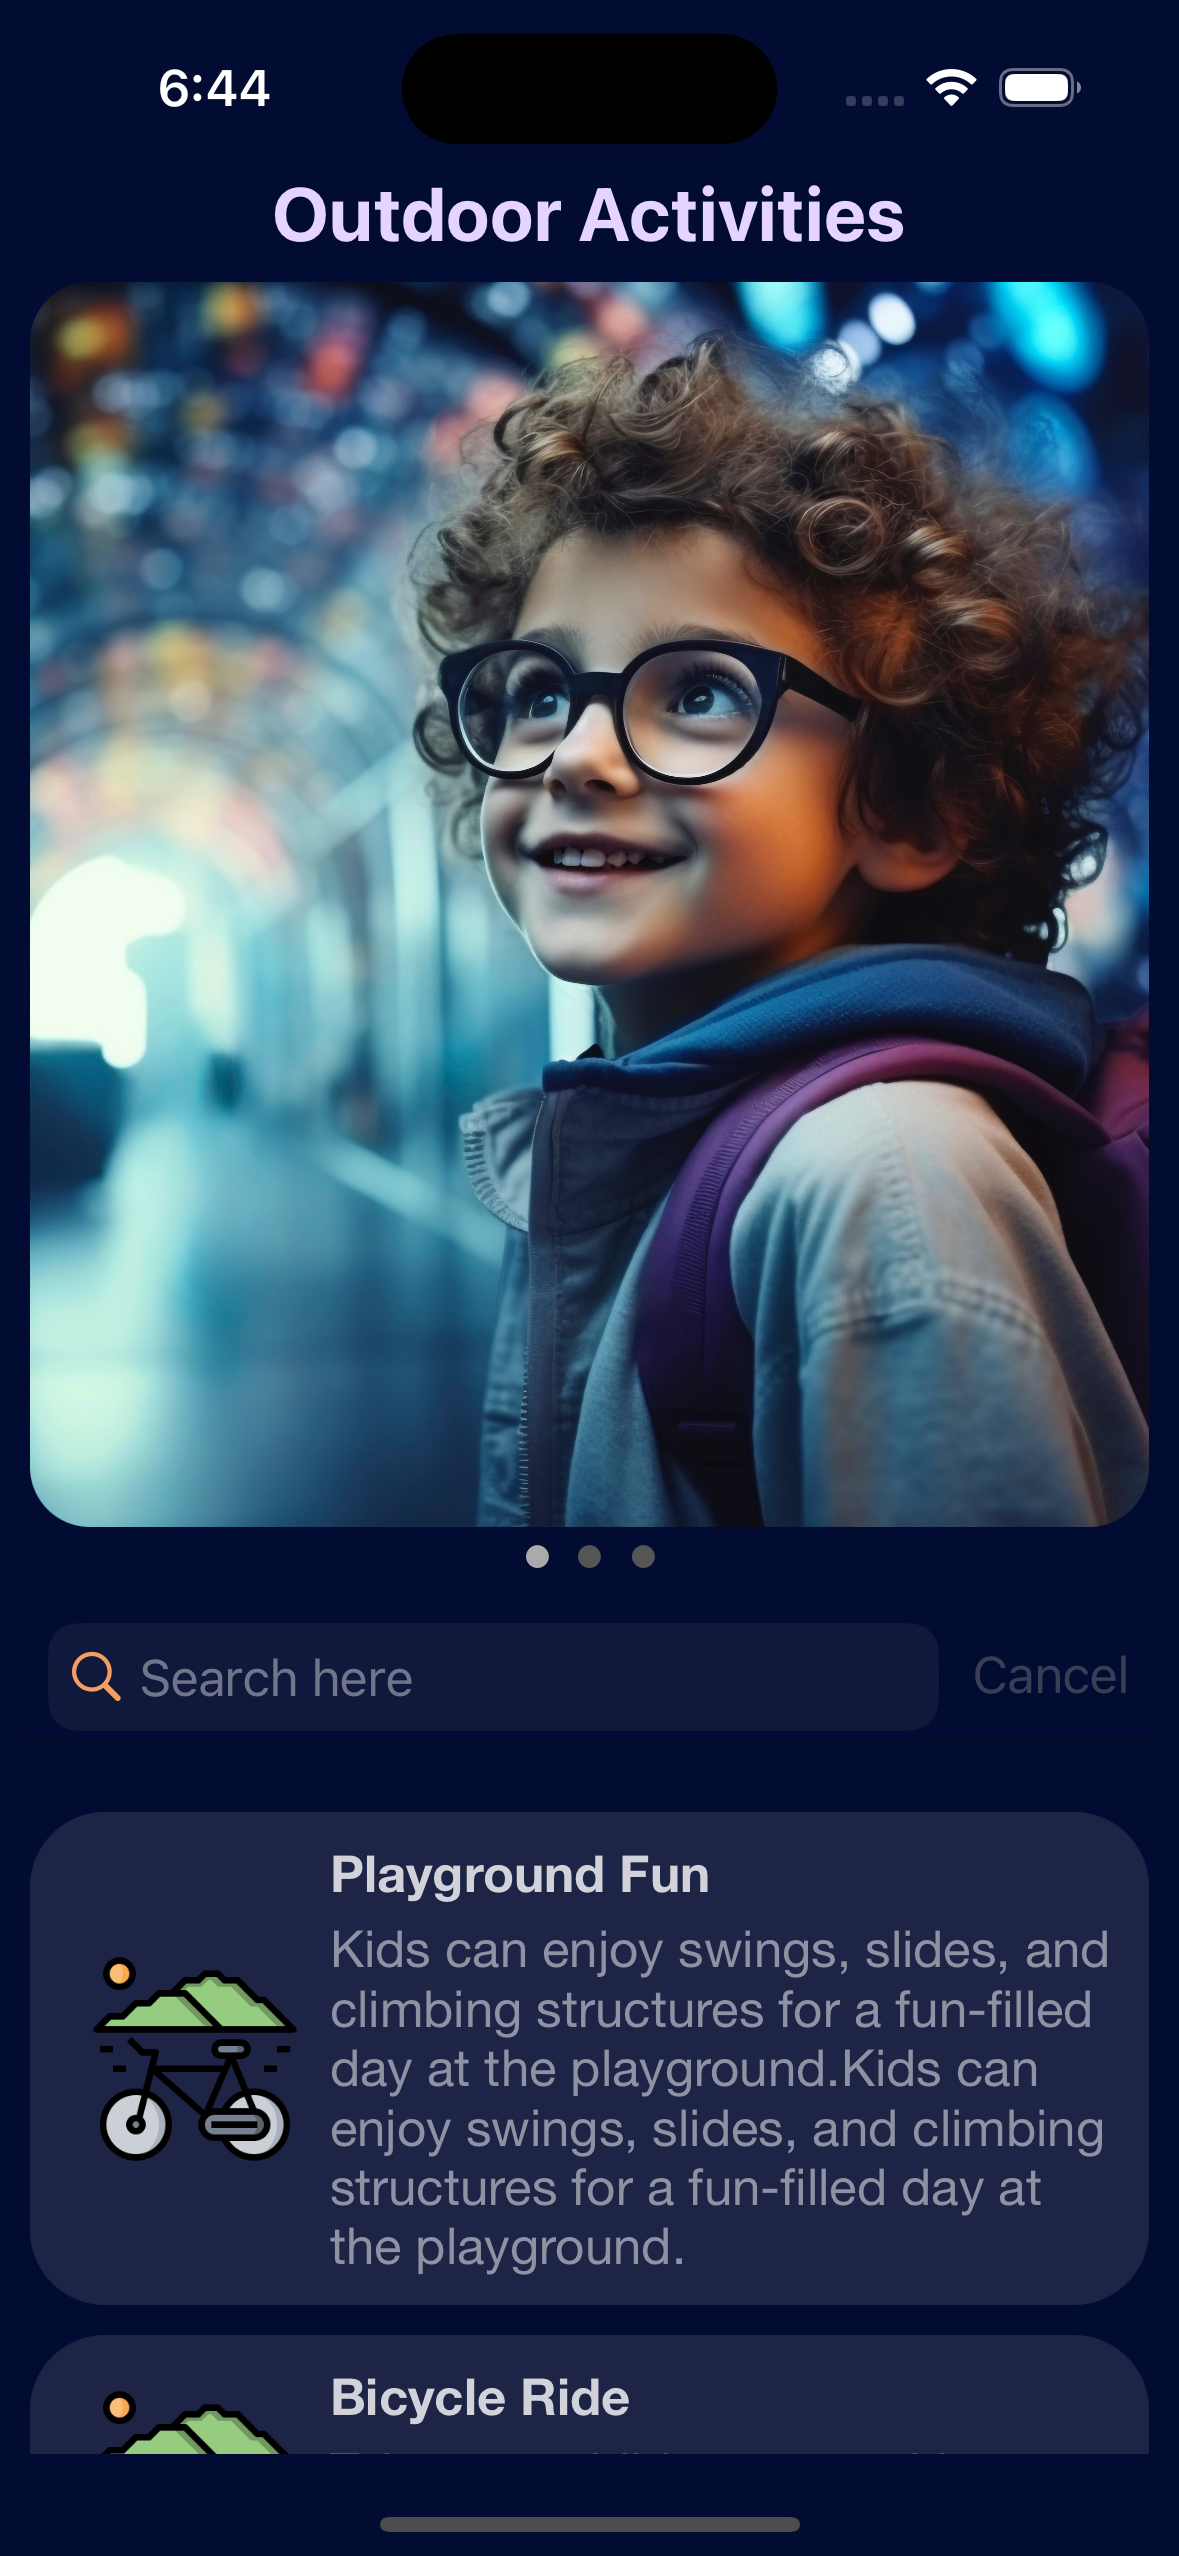 6:44
Outdoor Activities
Search here
Cancel
Playground Fun
Kids can enjoy swings, slides, and
climbing structures for a fun-filled
day at the playground.Kids can
enjoy swings, slides, and climbing
structures for a fun-filled day at
the playground.
Bicycle Ride